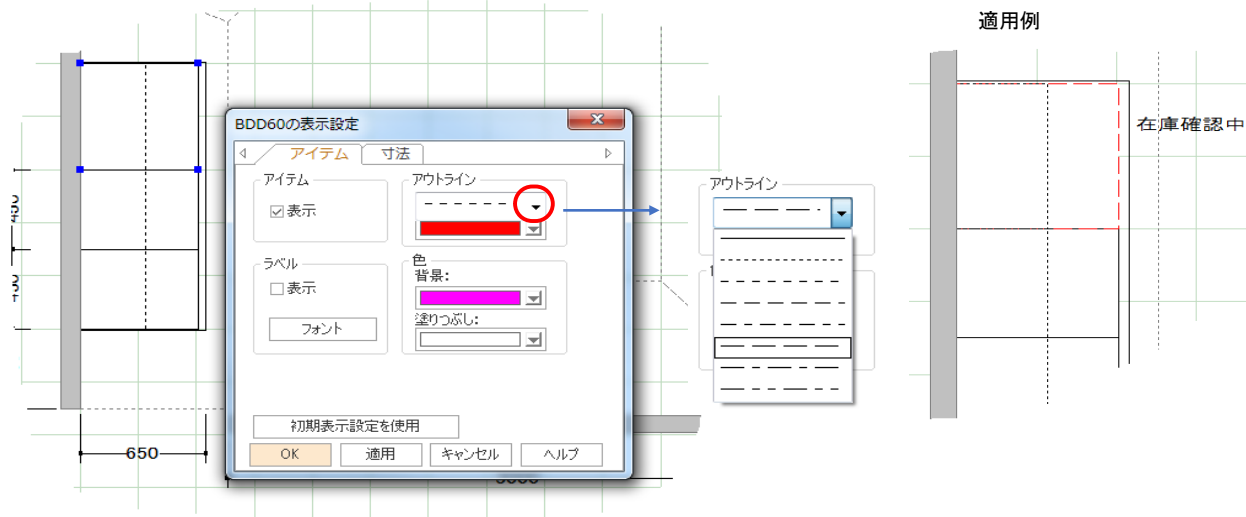 適用例
BDD60の表示設定
アイテム
寸法
アイテム
表示
アウトライン
ラベル
表示
フォント
色
背景:
塗りつぶし:
初期表示設定を使用
OK
適用
キャンセル
ヘルプ
アウトライン
在庫確認中
450
450
650